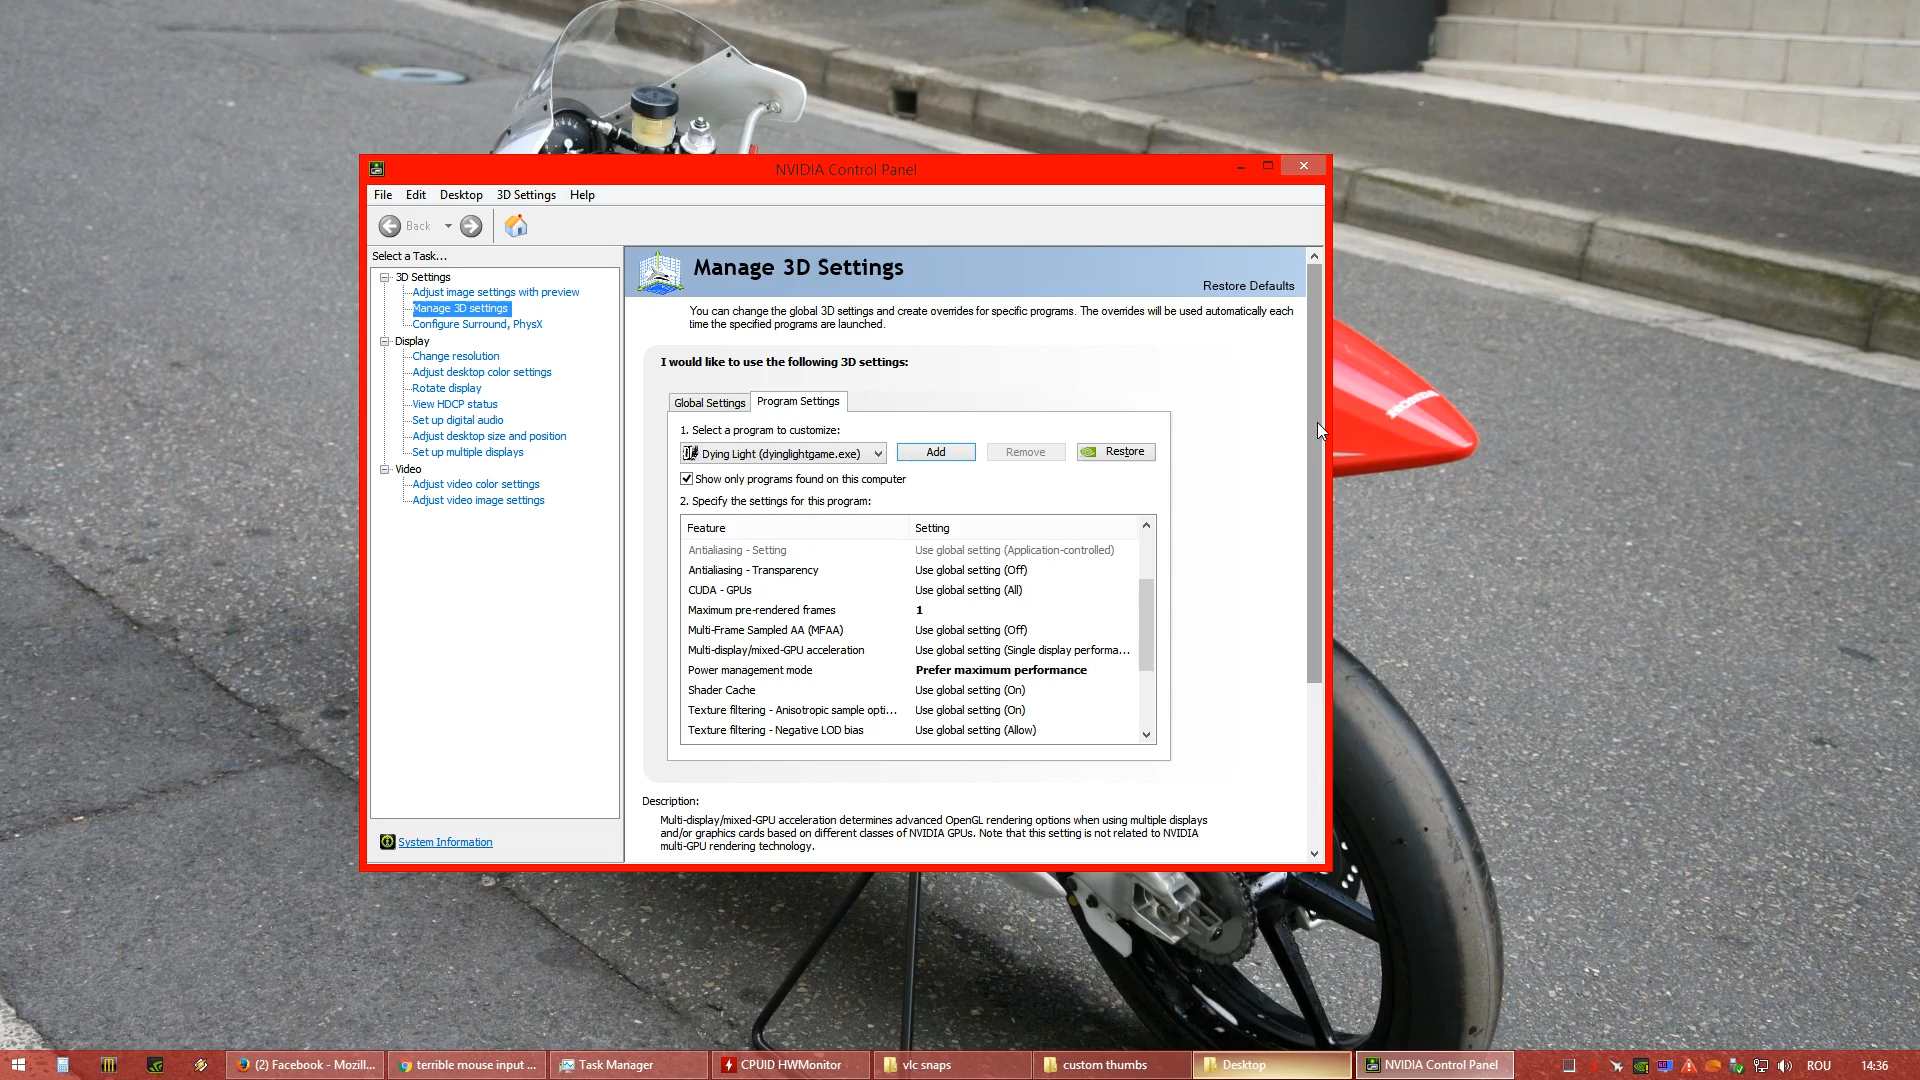 NVIDIA Control Panel
File Edit Desktop 3D Settings Help
Back
Select a Task...
3D Settings
Adjust image settings with preview
Manage 3D settings
Configure Surround, PhysX
Display
Change resolution
Adjust desktop color settings
Rotate display
View HDCP status
Set up digital audio
Adjust desktop size and position
Set up multiple displays
Video
Adjust video color settings
Adjust video image settings
System Information
Manage 3D Settings
Restore Defaults
You can change the global 3D settings and create overrides for specific programs. The overrides will be used automatically each
time the specified programs are launched.
I would like to use the following 3D settings:
Global Settings Program Settings
1. Select a program to customize:
Dying Light (dyinglightgame.exe) Add Remove Restore
Show only programs found on this computer
2. Specify the settings for this program:
Feature Setting
Antialiasing - Setting Use global setting (Application-controlled)
Antialiasing - Transparency Use global setting (Off)
CUDA - GPUs Use global setting (All)
Maximum pre-rendered frames 1
Multi-Frame Sampled AA (MFAA) Use global setting (Off)
Multi-display/mixed-GPU acceleration Use global setting (Single display performa...
Power management mode Prefer maximum performance
Shader Cache Use global setting (On)
Texture filtering - Anisotropic sample opti... Use global setting (On)
Texture filtering - Negative LOD bias Use global setting (Allow)
Description:
Multi-display/mixed-GPU acceleration determines advanced OpenGL rendering options when using multiple displays
and/or graphics cards based on different classes of NVIDIA GPUs. Note that this setting is not related to NVIDIA
multi-GPU rendering technology.
HONDA
(2) Facebook - Mozill... terrible mouse input ... Task Manager CPUID HWMonitor vlc snaps custom thumbs Desktop NVIDIA Control Panel ROU 14:36